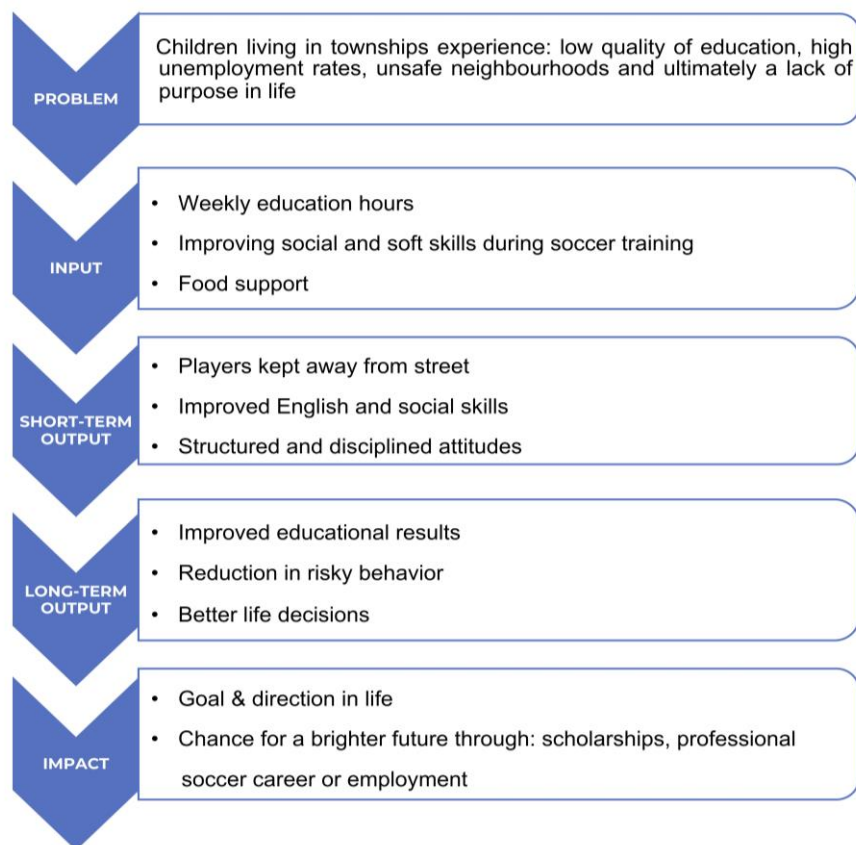 PROBLEM
Children living in townships experience: low quality of education, high
unemployment rates, unsafe neighbourhoods and ultimately a lack of
purpose in life
INPUT
• Weekly education hours
• Improving social and soft skills during soccer training
• Food support
SHORT-TERM
OUTPUT
• Players kept away from street
• Improved English and social skills
• Structured and disciplined attitudes
LONG-TERM
OUTPUT
• Improved educational results
• Reduction in risky behavior
• Better life decisions
IMPACT
• Goal & direction in life
• Chance for a brighter future through: scholarships, professional
soccer career or employment